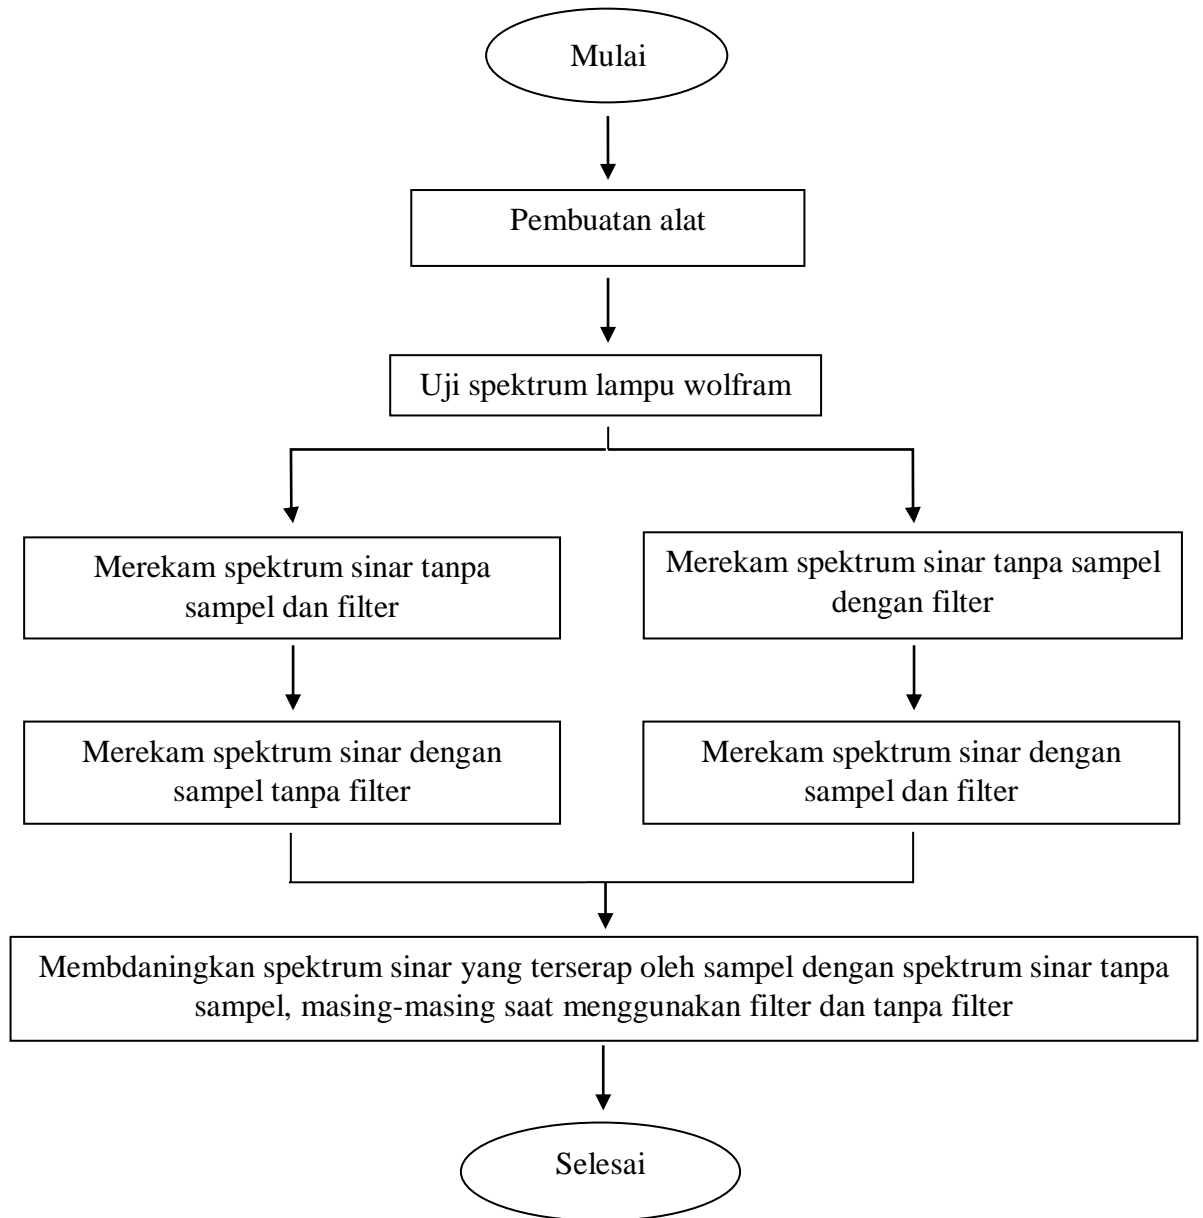 Mulai
Pembuatan alat
Uji spektrum lampu wolfram
Merekam spektrum sinar tanpa
sampel dan filter
Merekam spektrum sinar tanpa sampel
dengan filter
Merekam spektrum sinar dengan
sampel tanpa filter
Merekam spektrum sinar dengan
sampel dan filter
Membdaningkan spektrum sinar yang terserap oleh sampel dengan spektrum sinar tanpa
sampel, masing-masing saat menggunakan filter dan tanpa filter
Selesai